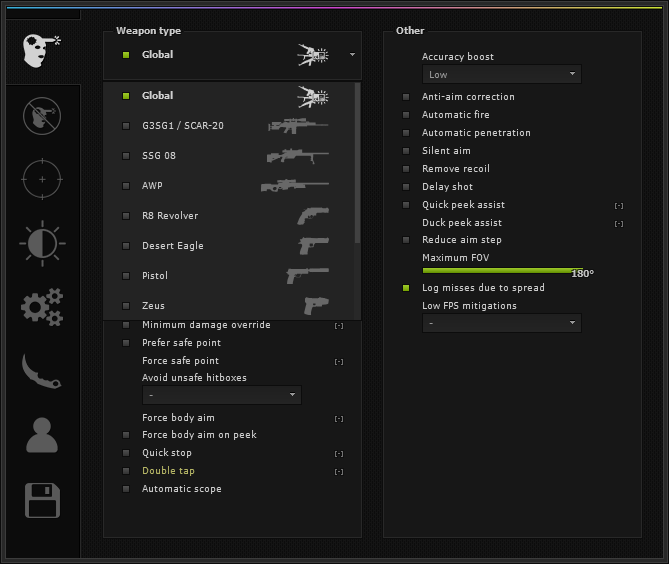 Weapon type
Global
Global
G3SG1 / SCAR-20
SSG 08
AWP
R8 Revolver
Desert Eagle
Pistol
Zeus
Minimum damage override [-]
Prefer safe point
Force safe point [-]
Avoid unsafe hitboxes
-
Force body aim [-]
Force body aim on peek
Quick stop [-]
Double tap [-]
Automatic scope
Other
Accuracy boost
Low
Anti-aim correction
Automatic fire
Automatic penetration
Silent aim
Remove recoil
Delay shot
Quick peek assist [-]
Duck peek assist [-]
Reduce aim step
Maximum FOV
180°
Log misses due to spread
Low FPS mitigations
-